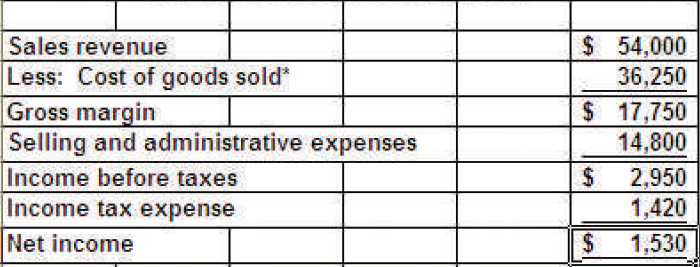 Sales revenue $ 54,000
Less: Cost of goods sold* 36,250
Gross margin $ 17,750
Selling and administrative expenses 14,800
Income before taxes $ 2,950
Income tax expense 1,420
Net income $ 1,530